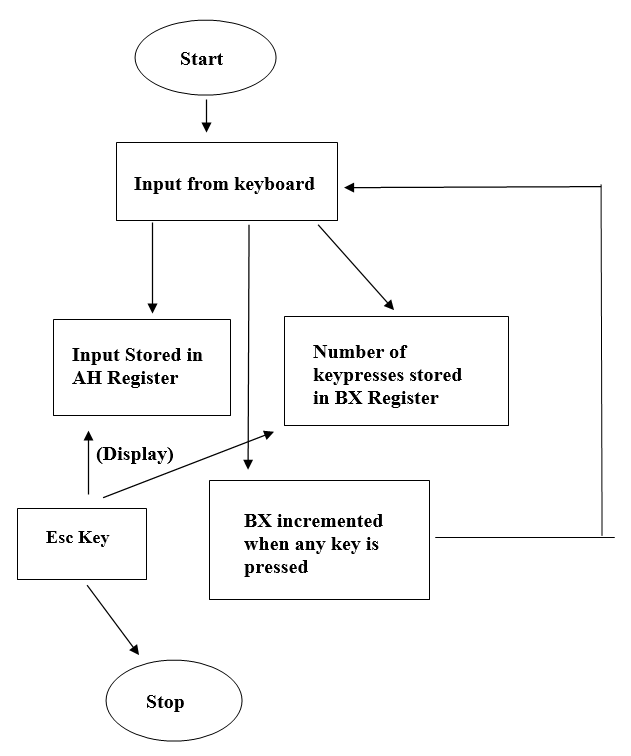 Start
Input from keyboard
Input Stored in
AH Register
Number of
keypresses stored
in BX Register
(Display)
Esc Key
BX incremented
when any key is
pressed
Stop